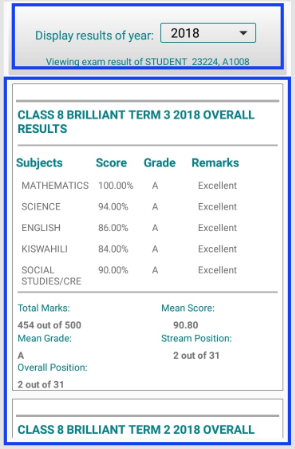 Display results of year: 2018
Viewing exam result of STUDENT 23224, A1008
CLASS 8 BRILLIANT TERM 3 2018 OVERALL
RESULTS
Subjects Score Grade Remarks
MATHEMATICS 100.00% A Excellent
SCIENCE 94.00% A Excellent
ENGLISH 86.00% A Excellent
KISWAHILI 84.00% A Excellent
SOCIAL 90.00% A Excellent
STUDIES/CRE
Total Marks: Mean Score:
454 out of 500 90.80
Mean Grade: Stream Position:
A 2 out of 31
Overall Position:
2 out of 31
CLASS 8 BRILLIANT TERM 2 2018 OVERALL